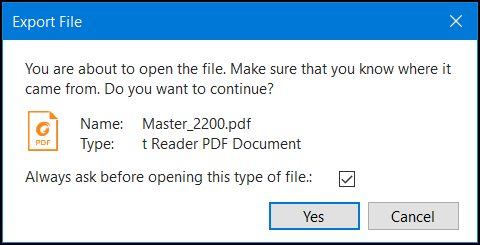 Export File
You are about to open the file. Make sure that you know where it
came from. Do you want to continue?
PDF
Name: Master_2200.pdf
Type: t Reader PDF Document
Always ask before opening this type of file.:
Yes Cancel